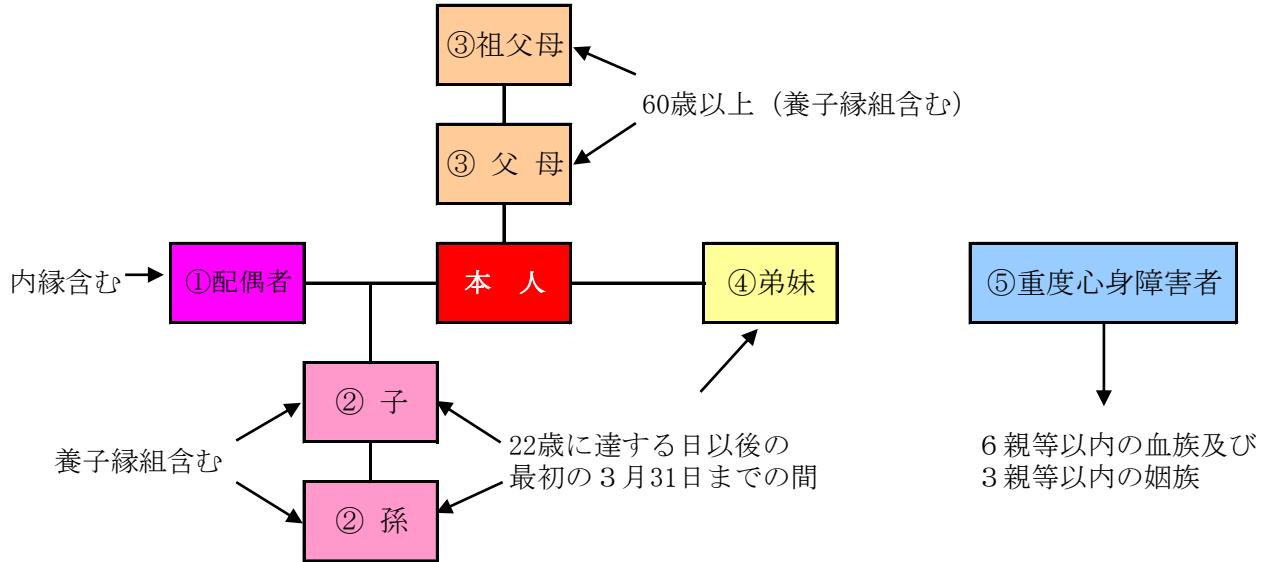 ③祖父母
60歳以上（養子縁組含む）
③ 父 母
内縁含む
①配偶者
本 人
④弟妹
⑤重度心身障害者
② 子
養子縁組含む
22歳に達する日以後の
最初の３月31日までの間
② 孫
６親等以内の血族及び
３親等以内の姻族